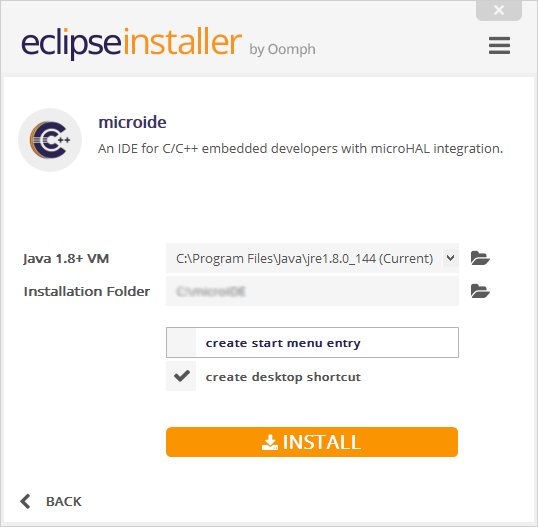 eclipseinstaller by Oomph
microide
C++
An IDE for C/C++ embedded developers with microHAL integration.
Java 1.8+ VM C:\Program Files\Java\jre1.8.0_144 (Current)
Installation Folder
create start menu entry
create desktop shortcut
INSTALL
BACK